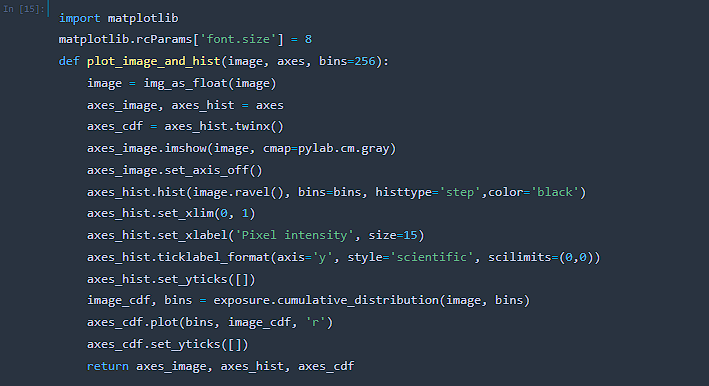 In [15]:
import matplotlib
matplotlib.rcParams['font.size'] = 8
def plot_image_and_hist(image, axes, bins=256):
    image = img_as_float(image)
    axes_image, axes_hist = axes
    axes_cdf = axes_hist.twinx()
    axes_image.imshow(image, cmap=pylab.cm.gray)
    axes_image.set_axis_off()
    axes_hist.hist(image.ravel(), bins=bins, histtype='step',color='black')
    axes_hist.set_xlim(0, 1)
    axes_hist.set_xlabel('Pixel intensity', size=15)
    axes_hist.ticklabel_format(axis='y', style='scientific', scilimits=(0,0))
    axes_hist.set_yticks([])
    image_cdf, bins = exposure.cumulative_distribution(image, bins)
    axes_cdf.plot(bins, image_cdf, 'r')
    axes_cdf.set_yticks([])
    return axes_image, axes_hist, axes_cdf